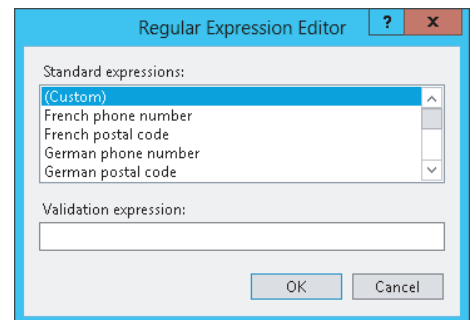 Regular Expression Editor
? x
Standard expressions:
(Custom)
French phone number
French postal code
German phone number
German postal code
Validation expression:
OK Cancel